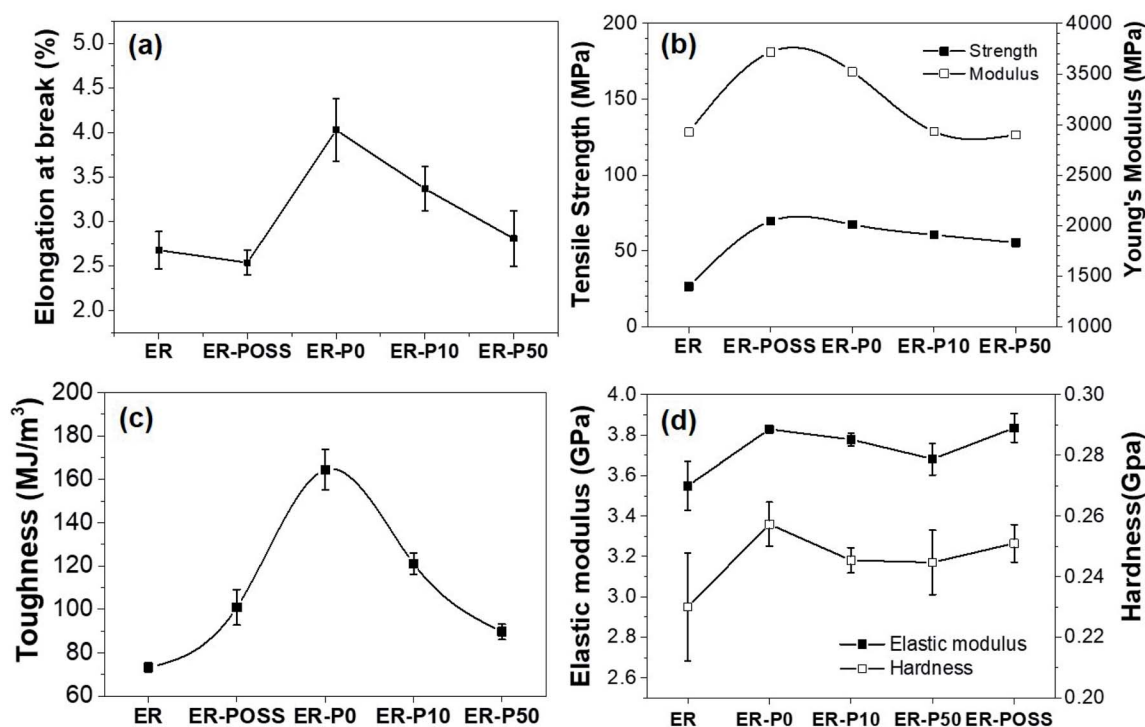 (a)
Elongation at break (%)
5.0
4.5
4.0
3.5
3.0
2.5
2.0
ER ER-POSS ER-P0 ER-P10 ER-P50
(b)
Tensile Strength (MPa)
200
150
100
50
0
Strength
Modulus
4000
3500
3000
2500
2000
1500
1000
Young's Modulus (MPa)
ER ER-POSS ER-P0 ER-P10 ER-P50
(c)
Toughness (MJ/m³)
200
180
160
140
120
100
80
60
ER ER-POSS ER-P0 ER-P10 ER-P50
(d)
Elastic modulus (GPa)
4.0
3.8
3.6
3.4
3.2
3.0
2.8
2.6
Elastic modulus
Hardness
0.30
0.28
0.26
0.24
0.22
0.20
Hardness(Gpa)
ER ER-P0 ER-P10 ER-P50 ER-POSS